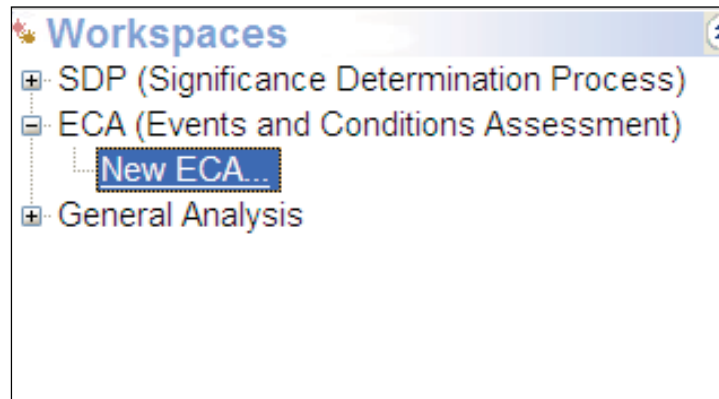 Workspaces
SDP (Significance Determination Process)
ECA (Events and Conditions Assessment)
New ECA...
General Analysis